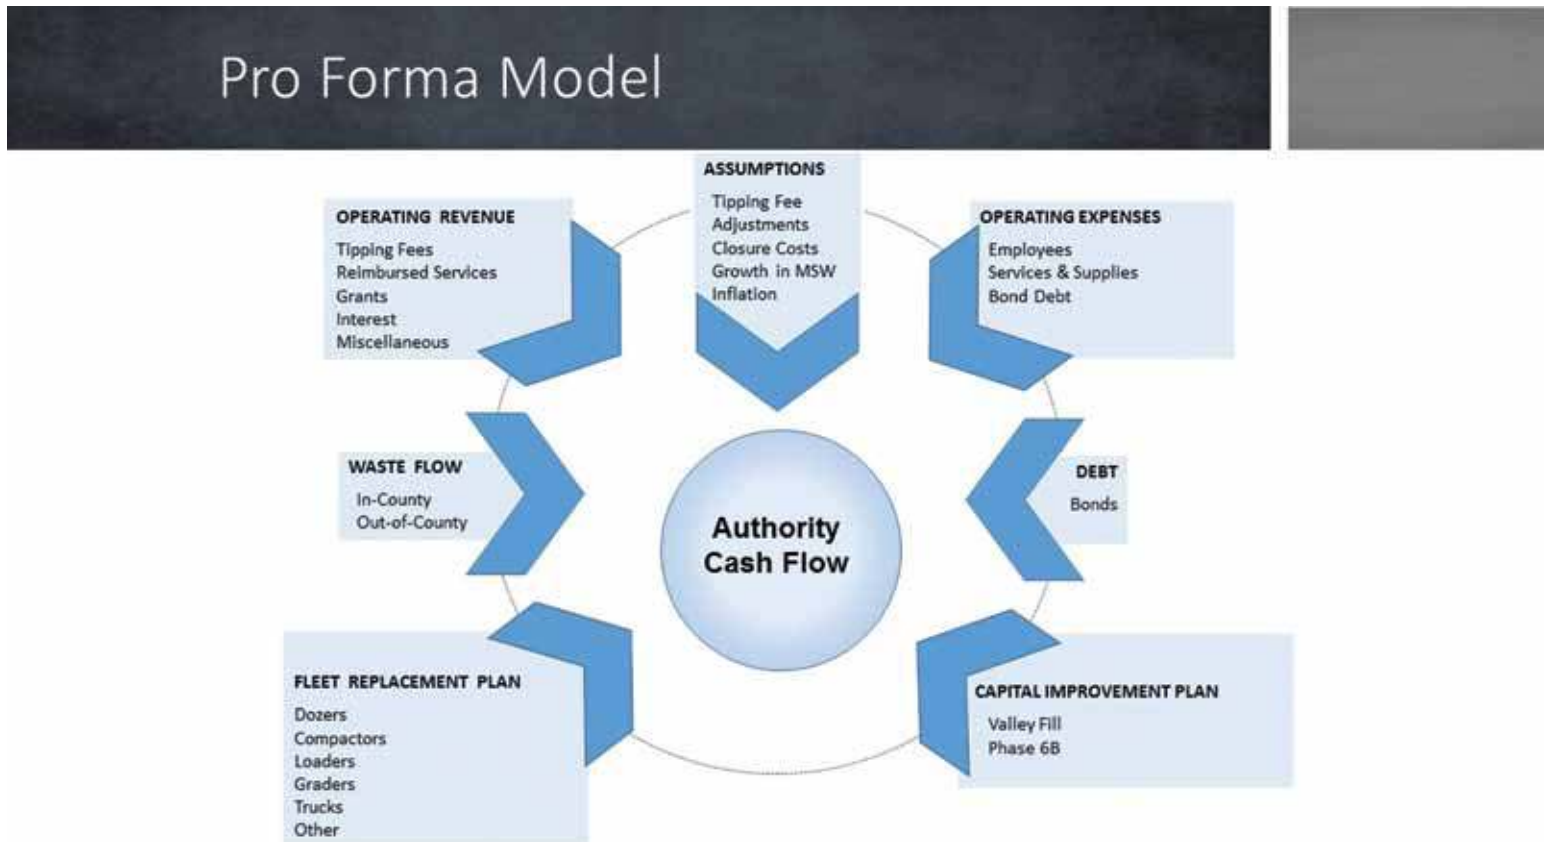 Pro Forma Model
ASSUMPTIONS
Tipping Fee
Adjustments
Closure Costs
Growth in MSW
Inflation
OPERATING REVENUE
Tipping Fees
Reimbursed Services
Grants
Interest
Miscellaneous
OPERATING EXPENSES
Employees
Services & Supplies
Bond Debt
WASTE FLOW
In-County
Out-of-County
Authority
Cash Flow
DEBT
Bonds
FLEET REPLACEMENT PLAN
Dozers
Compactors
Loaders
Graders
Trucks
Other
CAPITAL IMPROVEMENT PLAN
Valley Fill
Phase 6B